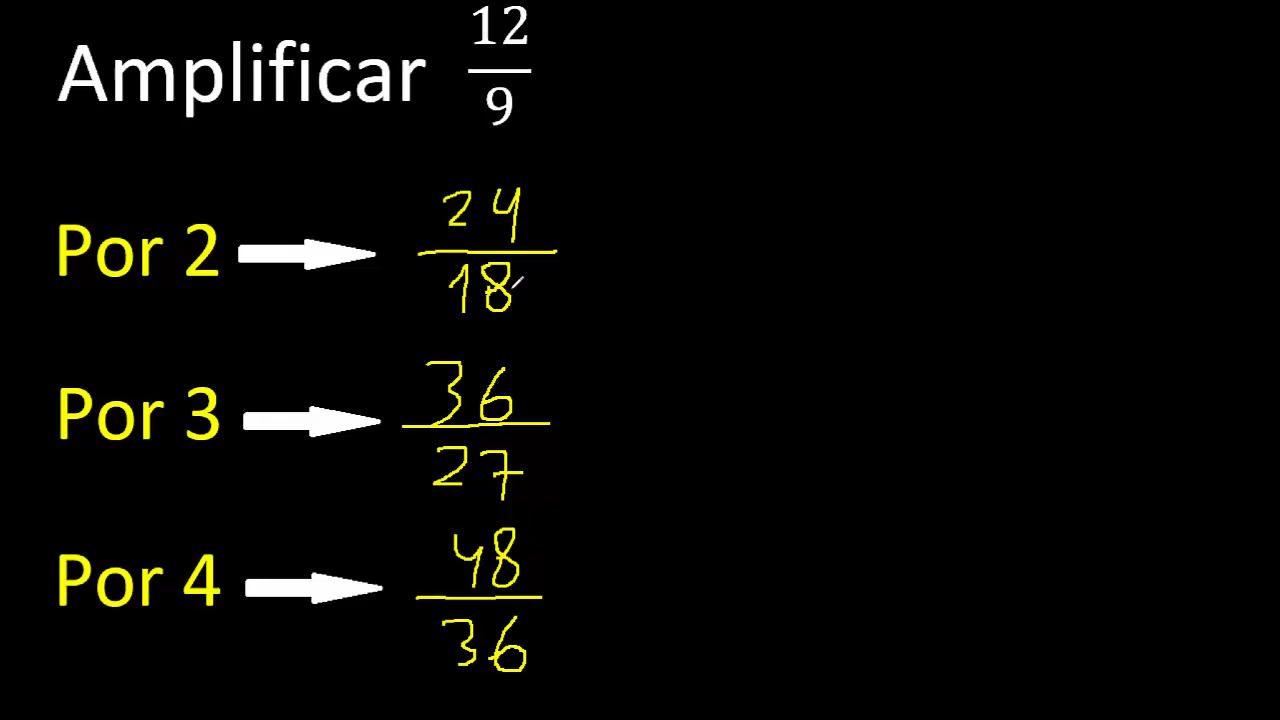 Amplificar 12/9
Por 2 24/18
Por 3 36/27
Por 4 48/36